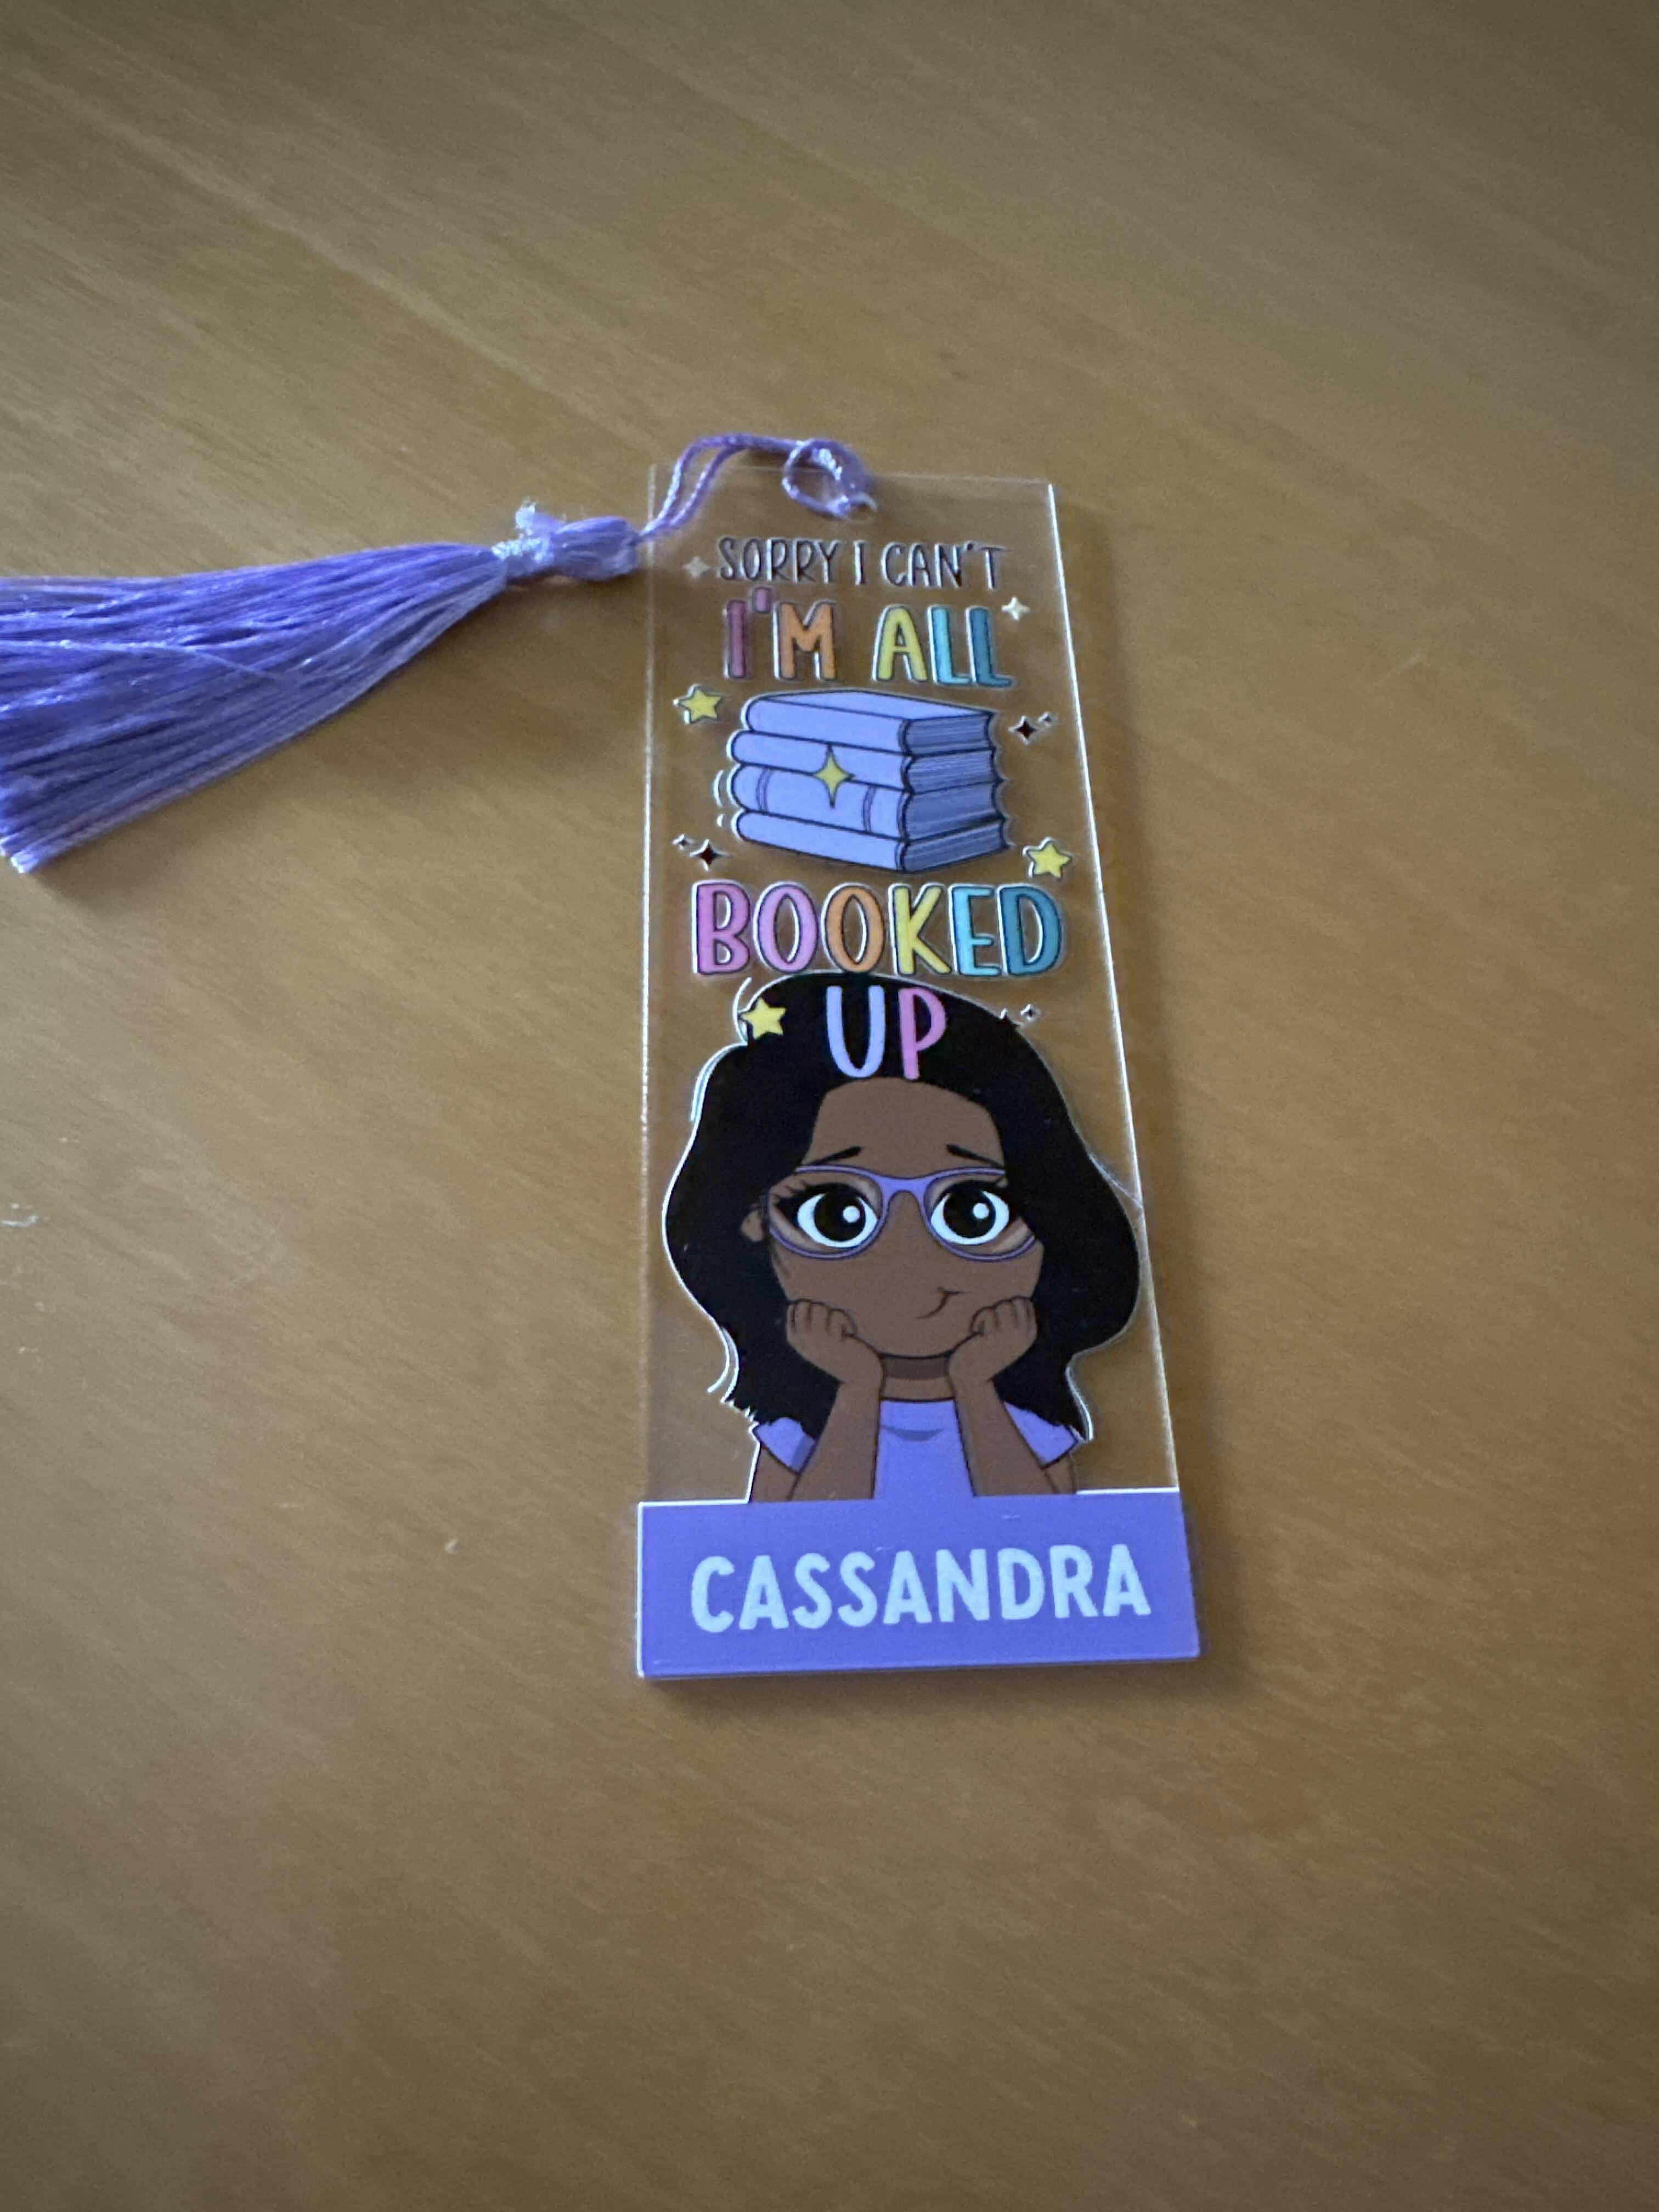 SORRY I CAN'T
I'M ALL
BOOKED
UP
CASSANDRA